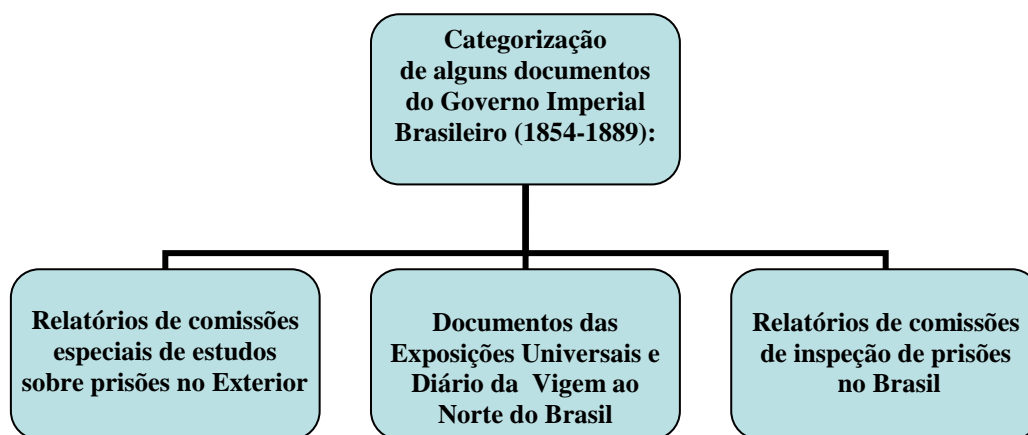 Categorização
de alguns documentos
do Governo Imperial
Brasileiro (1854-1889):
Relatórios de comissões
especiais de estudos
sobre prisões no Exterior
Documentos das
Exposições Universais e
Diário da Vigem ao
Norte do Brasil
Relatórios de comissões
de inspeção de prisões
no Brasil